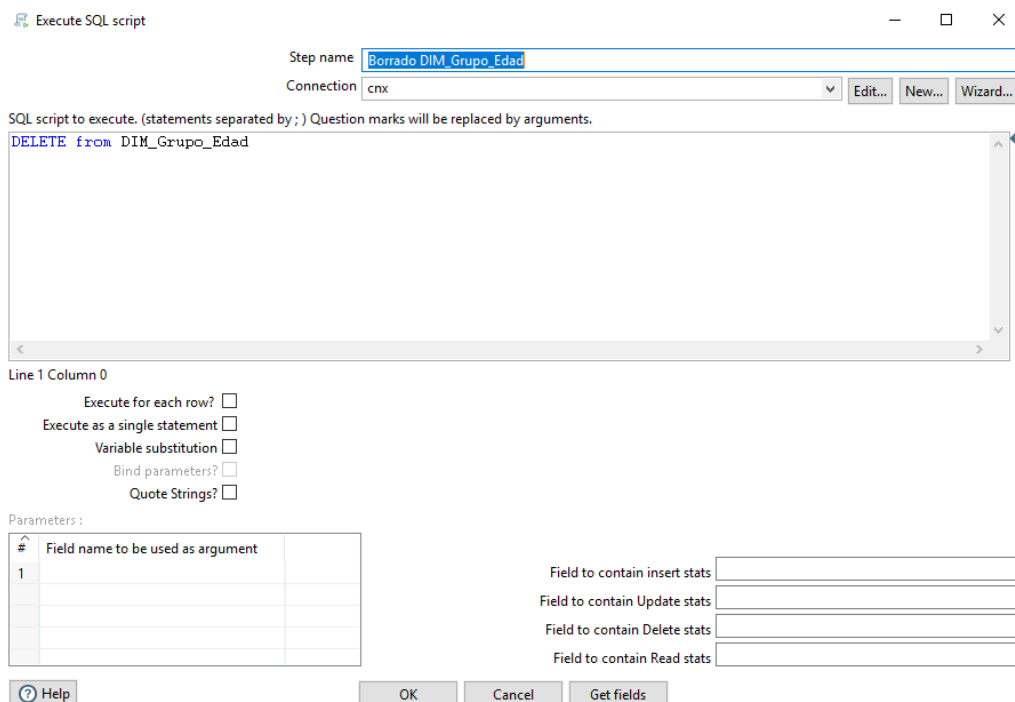 Execute SQL script
Step name Borrado DIM_Grupo_Edad
Connection cnx Edit... New... Wizard...
SQL script to execute. (statements separated by ; ) Question marks will be replaced by arguments.
DELETE from DIM_Grupo_Edad
Line 1 Column 0
Execute for each row?
Execute as a single statement
Variable substitution
Bind parameters?
Quote Strings?
Parameters :
# Field name to be used as argument
1
Field to contain insert stats
Field to contain Update stats
Field to contain Delete stats
Field to contain Read stats
? Help OK Cancel Get fields